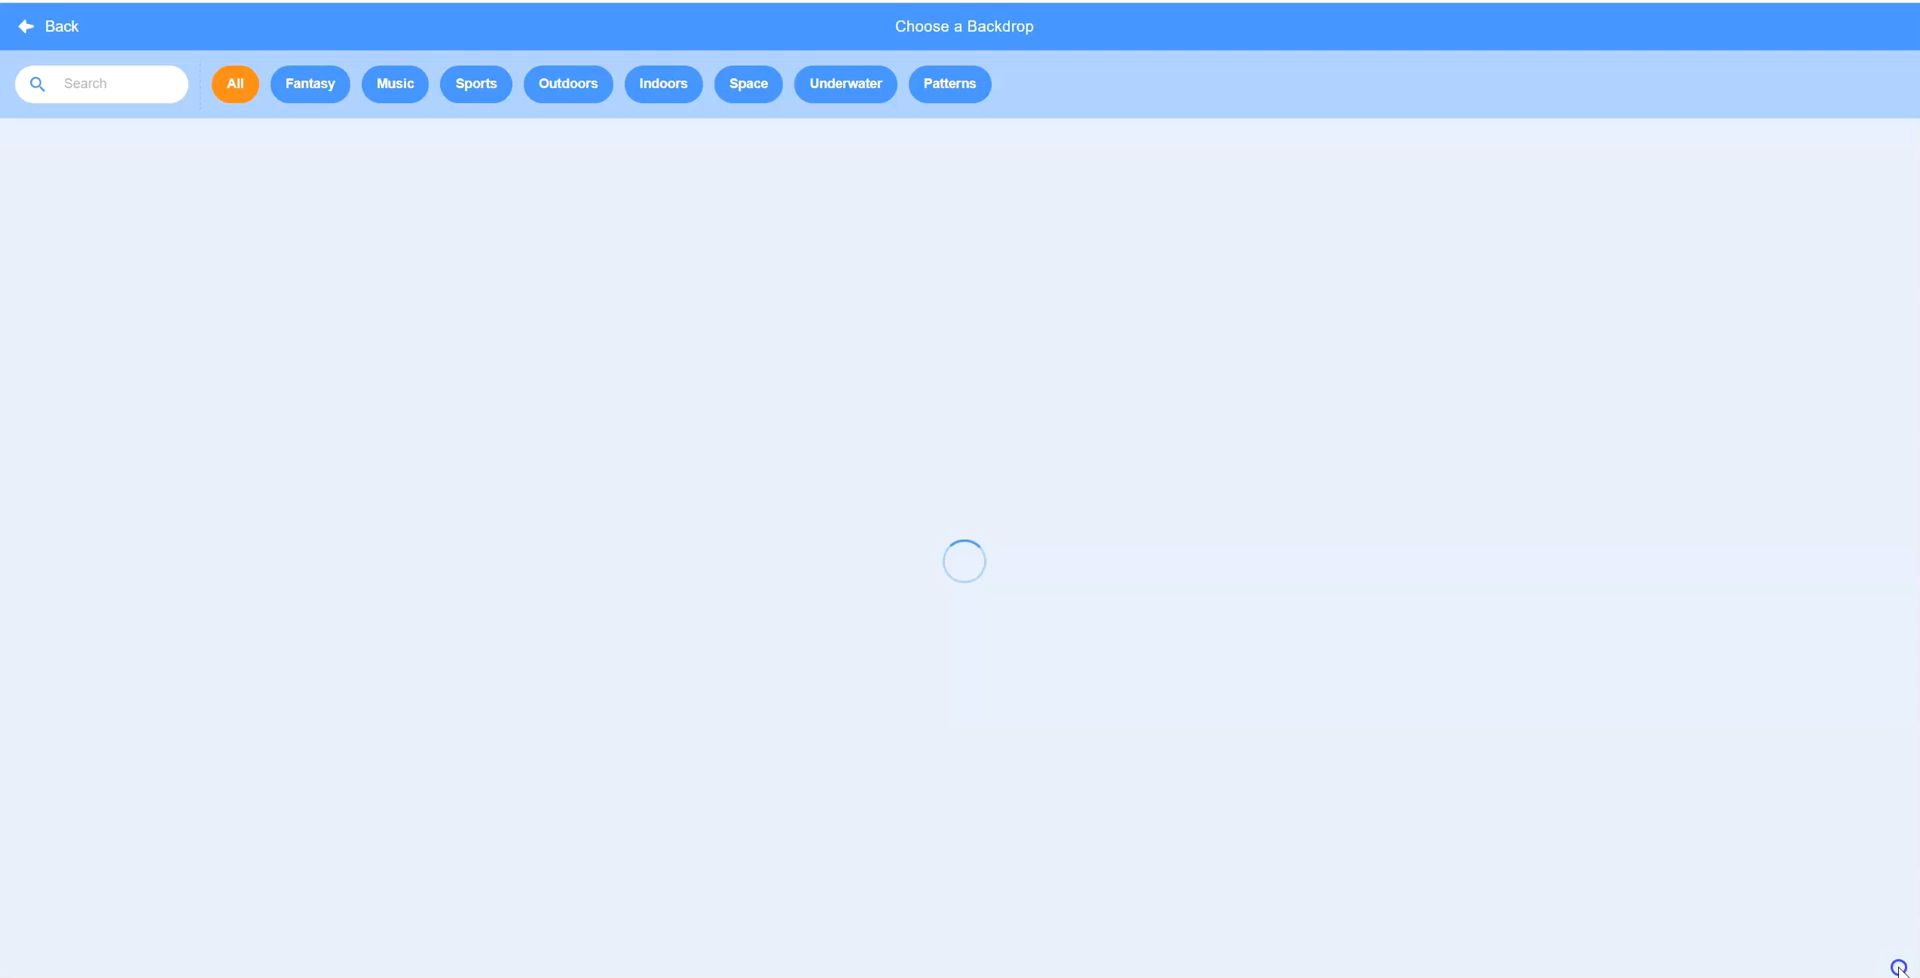 Back
Choose a Backdrop
Search
All
Fantasy
Music
Sports
Outdoors
Indoors
Space
Underwater
Patterns